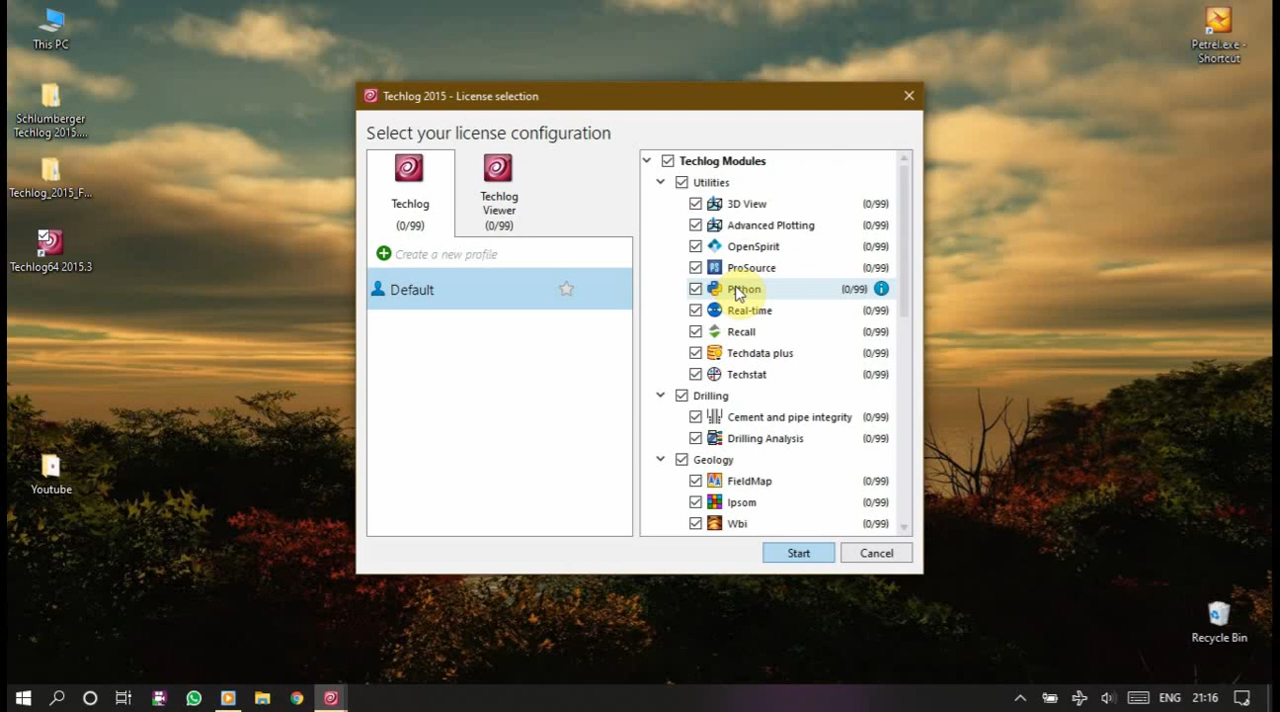 This PC
Schlumberger
Techlog 2015....
Techlog_2015_F...
Techlog64 2015.3
Youtube
Petrel.exe -
Shortcut
Recycle Bin
Techlog 2015 - License selection
Select your license configuration
Techlog
(0/99)
Techlog
Viewer
(0/99)
Create a new profile
Default
Techlog Modules
Utilities
3D View (0/99)
Advanced Plotting (0/99)
OpenSpirit (0/99)
ProSource (0/99)
Python (0/99)
Real-time (0/99)
Recall (0/99)
Techdata plus (0/99)
Techstat (0/99)
Drilling
Cement and pipe integrity (0/99)
Drilling Analysis (0/99)
Geology
FieldMap (0/99)
Ipsom (0/99)
Wbi (0/99)
Start
Cancel
ENG 21:16